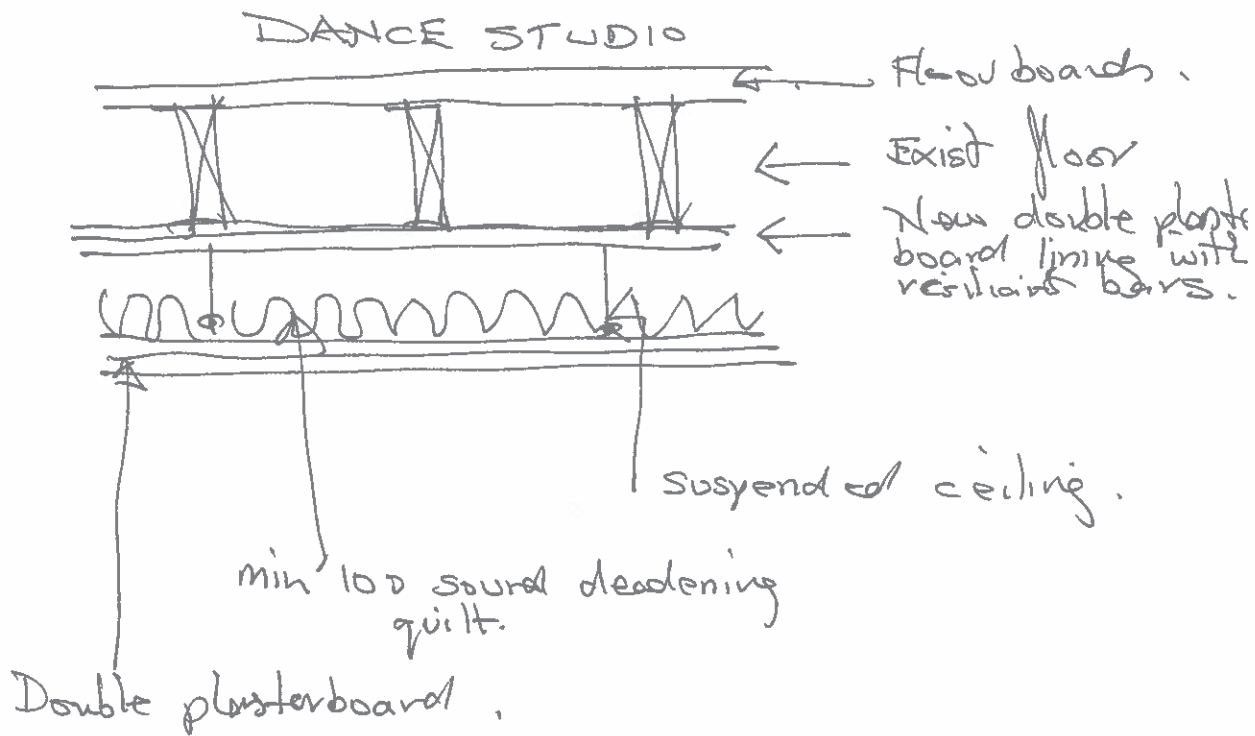 DANCE STUDIO
Floor boards.
Exist floor
New double plaste
board lining with
resiliant bars.
suspended ceiling.
min 100 sound deadening
quilt.
Double plasterboard.